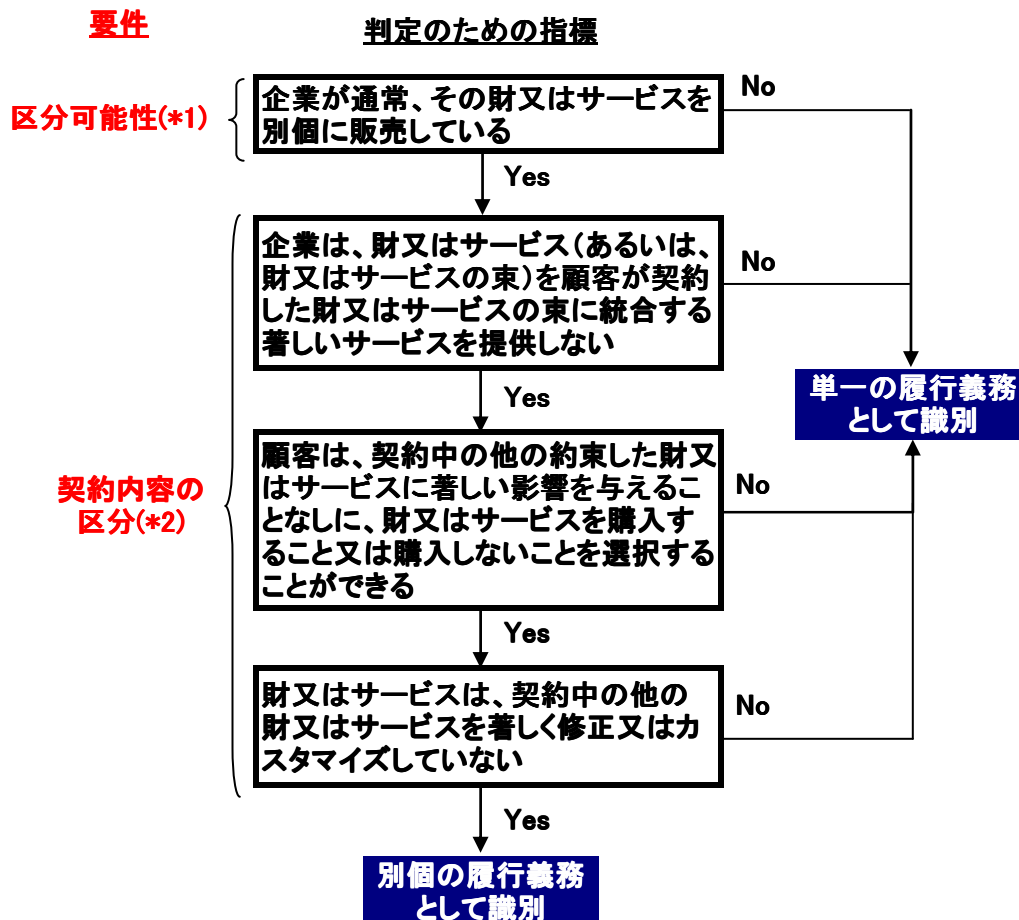 要件
判定のための指標
区分可能性(*1)
企業が通常、その財又はサービスを
別個に販売している
No
Yes
企業は、財又はサービス(あるいは、
財又はサービスの束)を顧客が契約
した財又はサービスの束に統合する
著しいサービスを提供しない
No
Yes
単一の履行義務
として識別
契約内容の
区分(*2)
顧客は、契約中の他の約束した財又
はサービスに著しい影響を与えるこ
となしに、財又はサービスを購入す
ること又は購入しないことを選択する
ことができる
No
Yes
財又はサービスは、契約中の他の
財又はサービスを著しく修正又はカ
スタマイズしていない
No
Yes
別個の履行義務
として識別